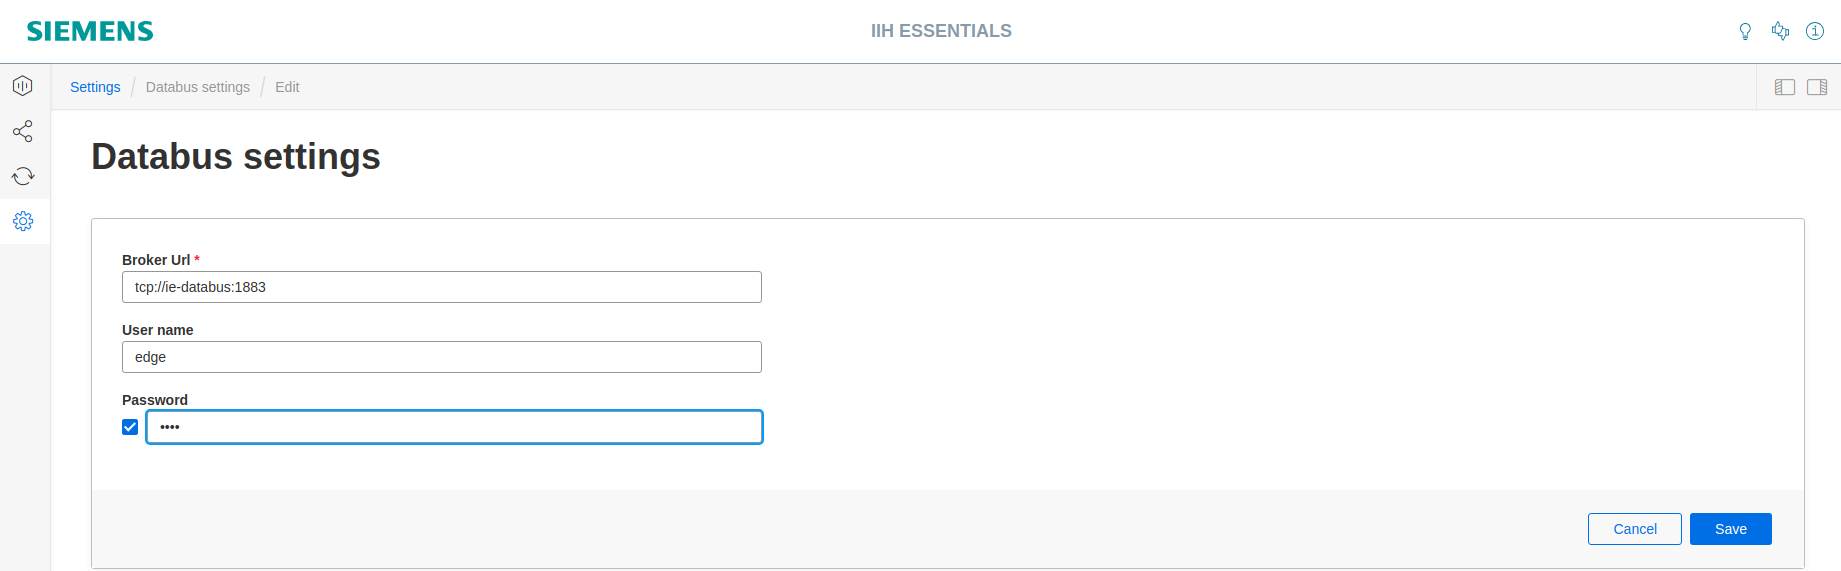 SIEMENS
IIH ESSENTIALS
Settings / Databus settings / Edit
Databus settings
Broker Url *
tcp://ie-databus:1883
User name
edge
Password
••••
Cancel Save